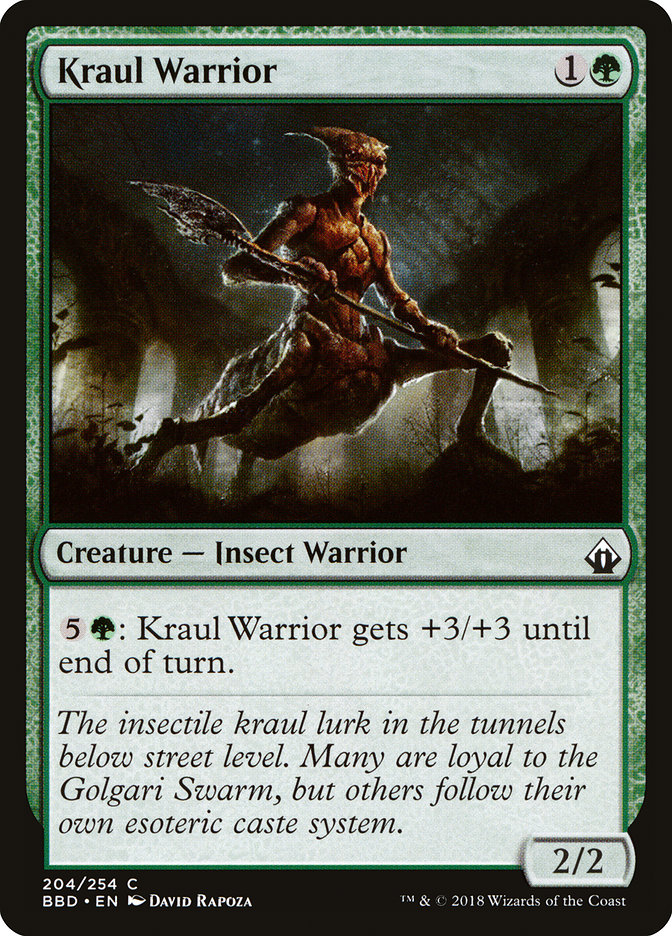 Kraul Warrior 1
Creature — Insect Warrior
5 : Kraul Warrior gets +3/+3 until
end of turn.
The insectile kraul lurk in the tunnels
below street level. Many are loyal to the
Golgari Swarm, but others follow their
own esoteric caste system.
2/2
204/254 C
BBD • EN David Rapoza ™ & © 2018 Wizards of the Coast